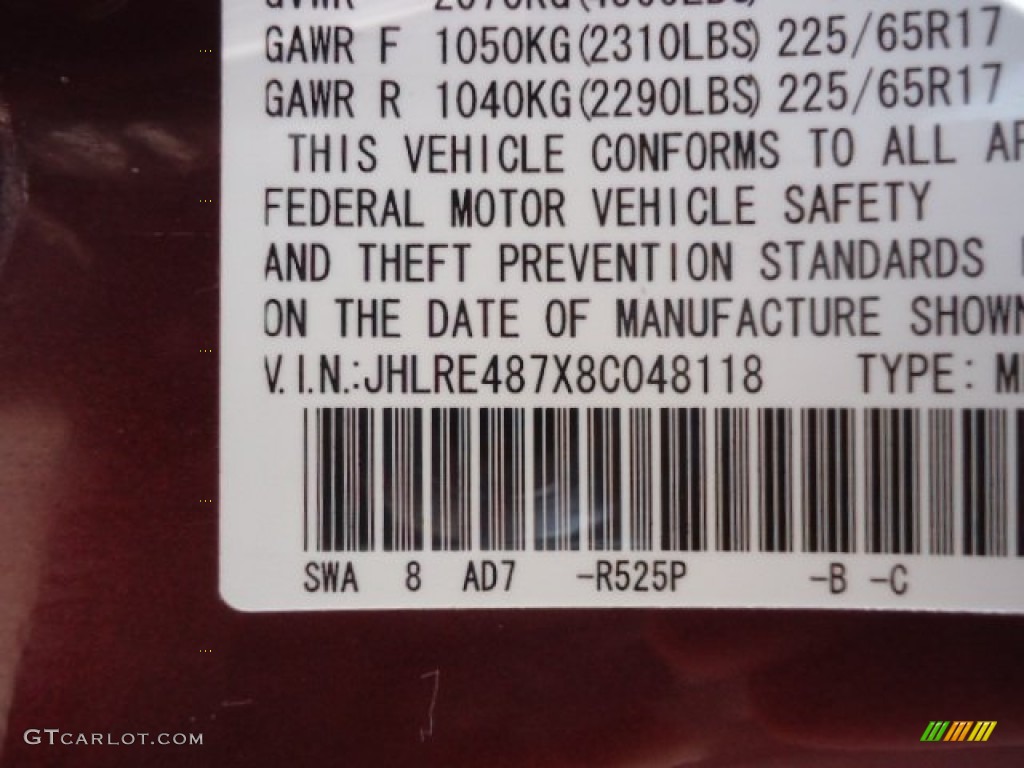 GAWR F 1050KG(2310LBS) 225/65R17
GAWR R 1040KG(2290LBS) 225/65R17
THIS VEHICLE CONFORMS TO ALL
FEDERAL MOTOR VEHICLE SAFETY
AND THEFT PREVENTION STANDARDS
ON THE DATE OF MANUFACTURE SHOWN
V.I.N.:JHLRE487X8C048118 TYPE:
SWA 8 AD7 -R525P -B -C
GTCARLOT.COM